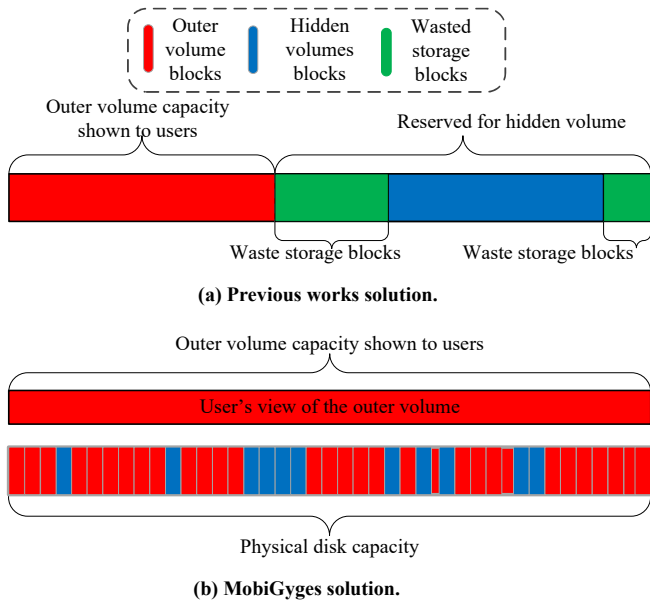 Outer volume blocks
Hidden volumes blocks
Wasted storage blocks
Outer volume capacity
shown to users
Reserved for hidden volume
Waste storage blocks
Waste storage blocks
(a) Previous works solution.
Outer volume capacity shown to users
User's view of the outer volume
Physical disk capacity
(b) MobiGyges solution.